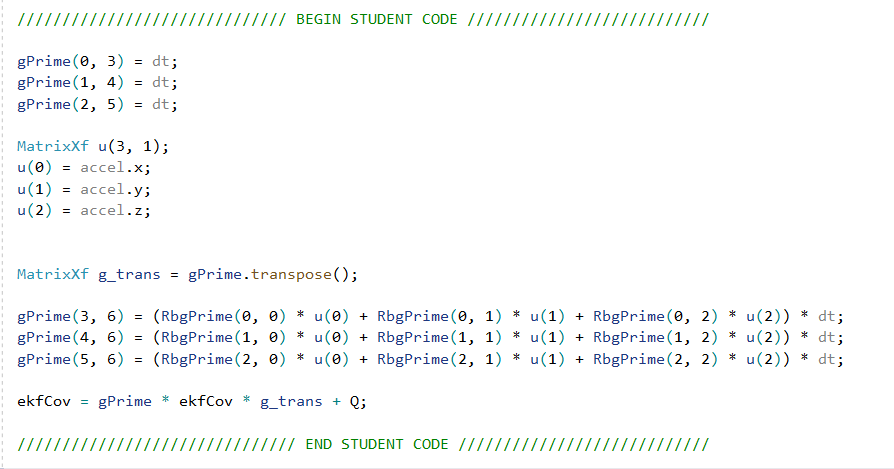 ////////////////////////////// BEGIN STUDENT CODE ///////////////////////////
gPrime(0, 3) = dt;
gPrime(1, 4) = dt;
gPrime(2, 5) = dt;
MatrixXf u(3, 1);
u(0) = accel.x;
u(1) = accel.y;
u(2) = accel.z;
MatrixXf g_trans = gPrime.transpose();
gPrime(3, 6) = (RbgPrime(0, 0) * u(0) + RbgPrime(0, 1) * u(1) + RbgPrime(0, 2) * u(2)) * dt;
gPrime(4, 6) = (RbgPrime(1, 0) * u(0) + RbgPrime(1, 1) * u(1) + RbgPrime(1, 2) * u(2)) * dt;
gPrime(5, 6) = (RbgPrime(2, 0) * u(0) + RbgPrime(2, 1) * u(1) + RbgPrime(2, 2) * u(2)) * dt;
ekfCov = gPrime * ekfCov * g_trans + Q;
/////////////////////////////// END STUDENT CODE ////////////////////////////